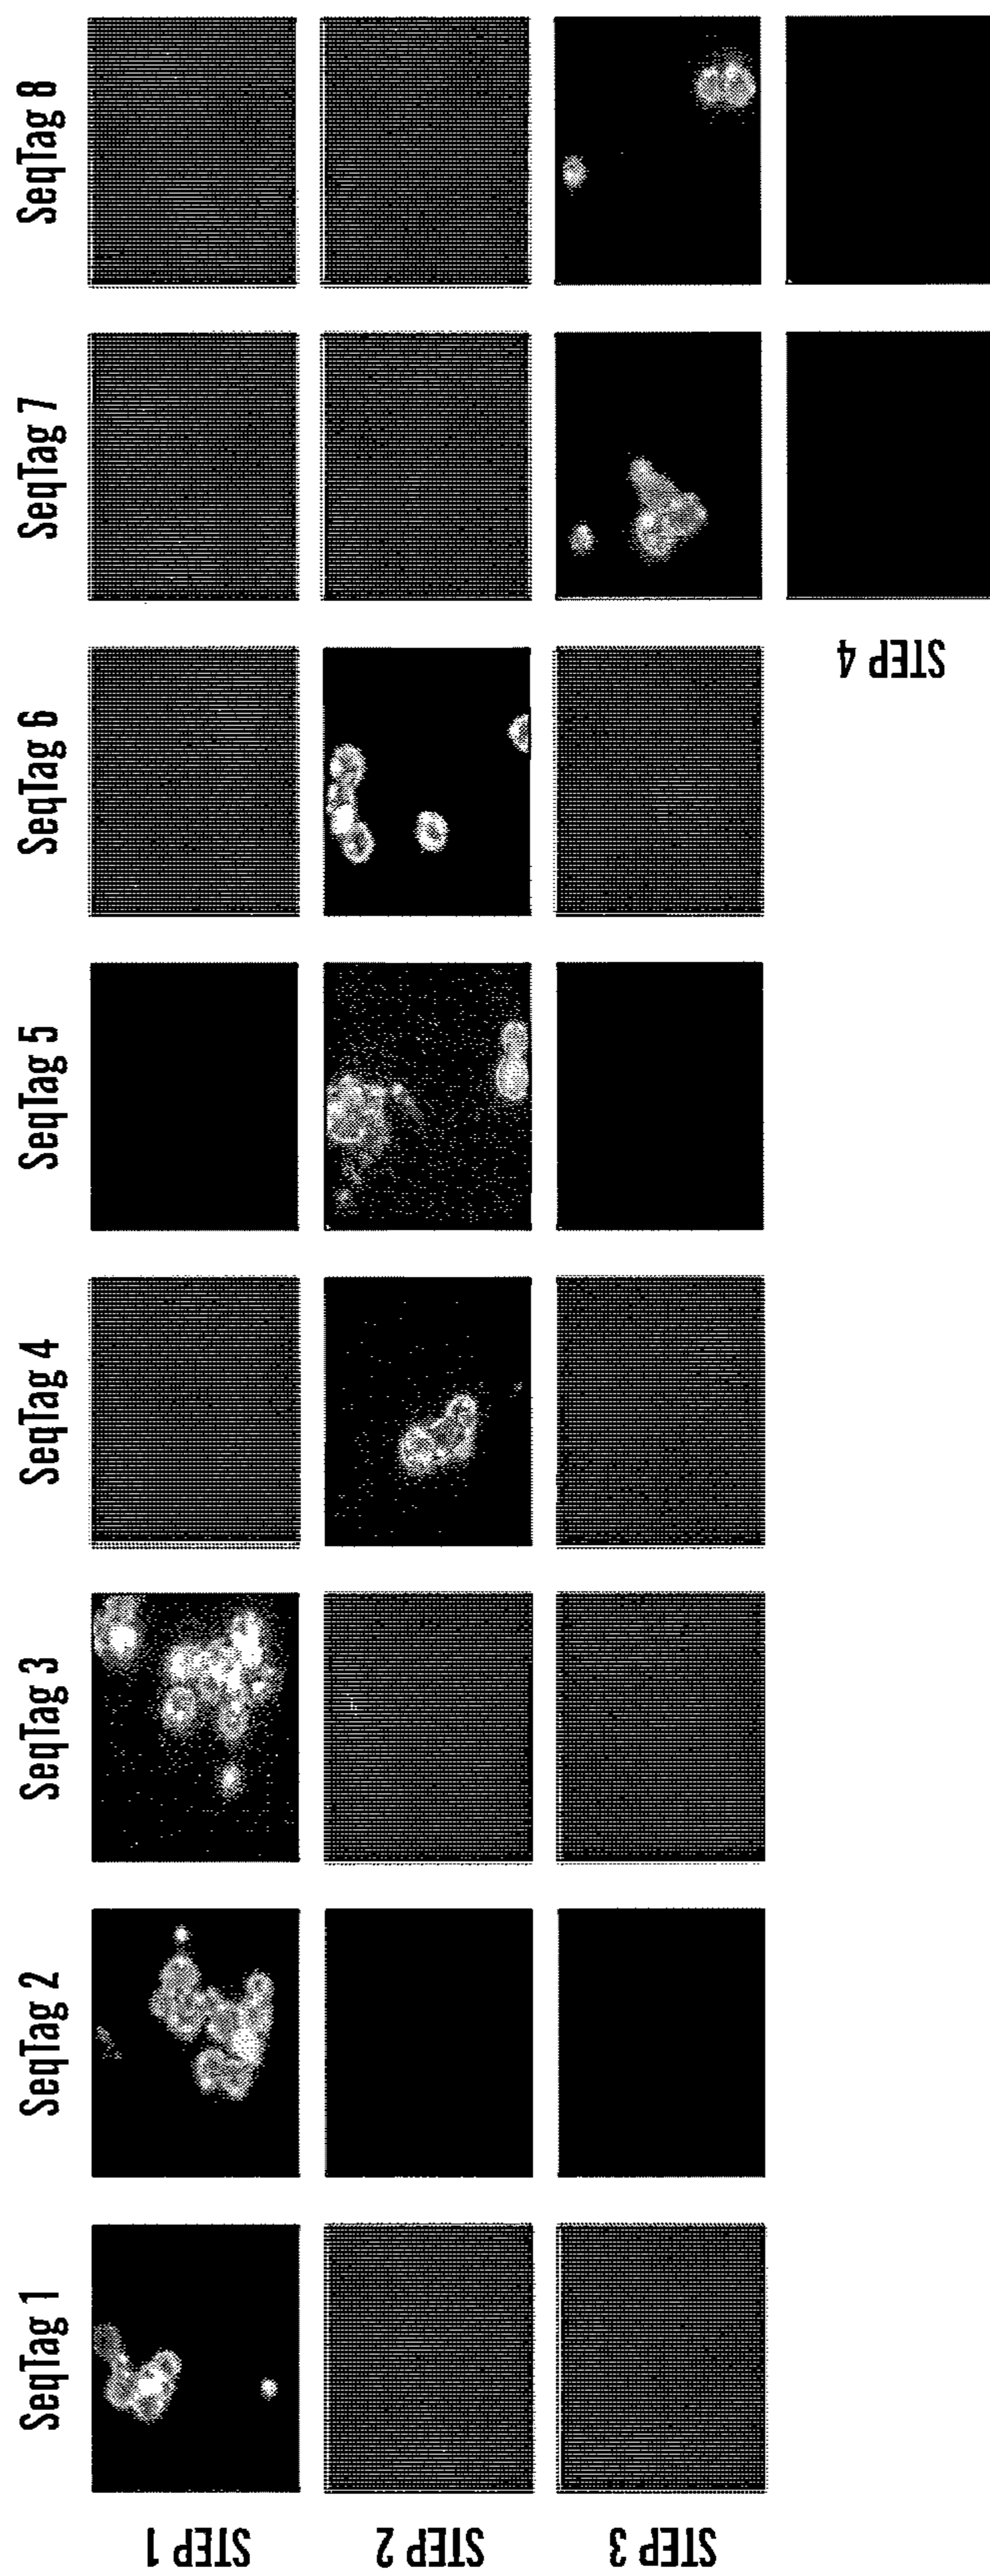 SeqTag 1
SeqTag 2
SeqTag 3
SeqTag 4
SeqTag 5
SeqTag 6
SeqTag 7
SeqTag 8
STEP 1
STEP 2
STEP 3
STEP 4